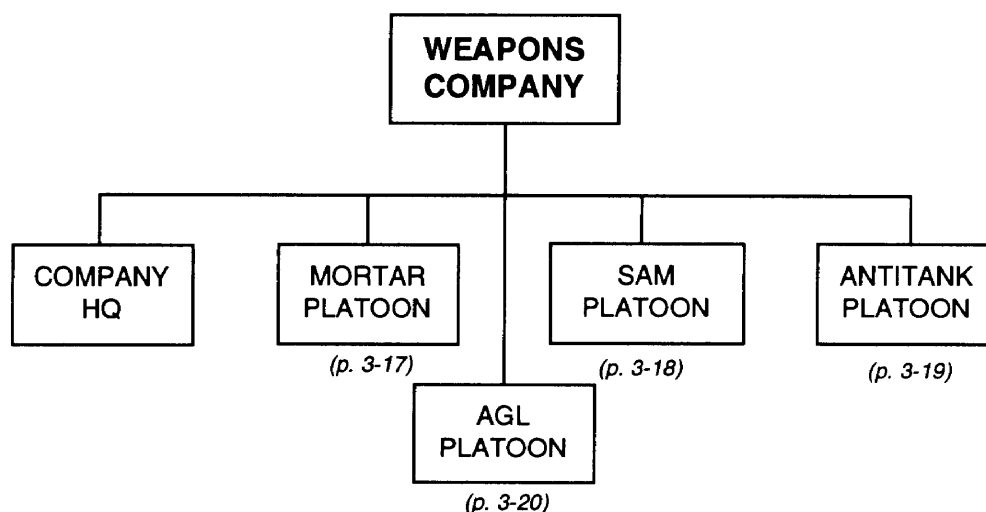 WEAPONS
COMPANY
COMPANY
HQ
MORTAR
PLATOON
(p. 3-17)
SAM
PLATOON
(p. 3-18)
ANTITANK
PLATOON
(p. 3-19)
AGL
PLATOON
(p. 3-20)